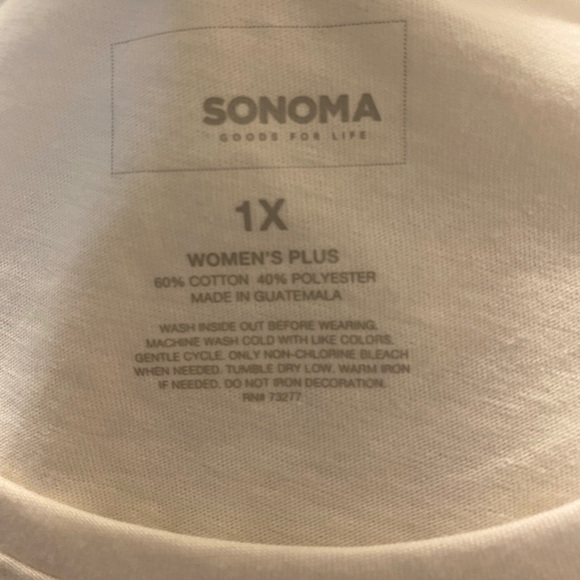 SONOMA
GOODS FOR LIFE
1X
WOMEN'S PLUS
60% COTTON 40% POLYESTER
MADE IN GUATEMALA
WASH INSIDE OUT BEFORE WEARING.
MACHINE WASH COLD WITH LIKE COLORS.
GENTLE CYCLE. ONLY NON-CHLORINE BLEACH
WHEN NEEDED. TUMBLE DRY LOW. WARM IRON
IF NEEDED. DO NOT IRON DECORATION.
RN# 73277